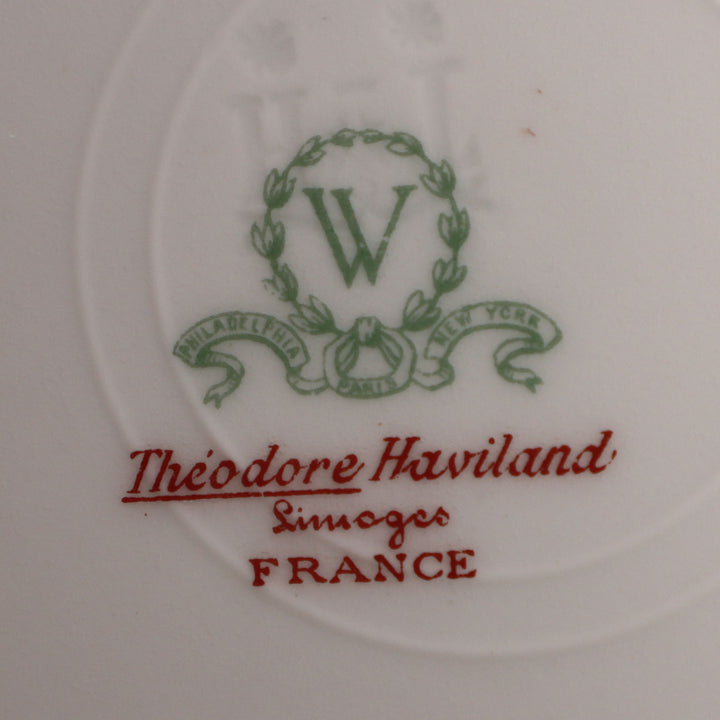 W
PHILADELPHIA PARIS NEW YORK
Théodore Haviland
Limoges
FRANCE